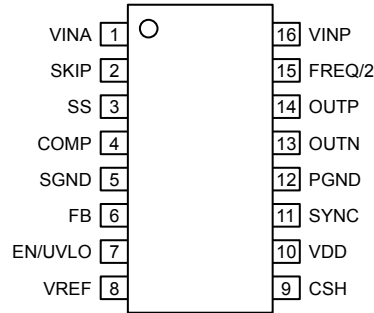 VINA 1 16 VINP
SKIP 2 15 FREQ/2
SS 3 14 OUTP
COMP 4 13 OUTN
SGND 5 12 PGND
FB 6 11 SYNC
EN/UVLO 7 10 VDD
VREF 8 9 CSH